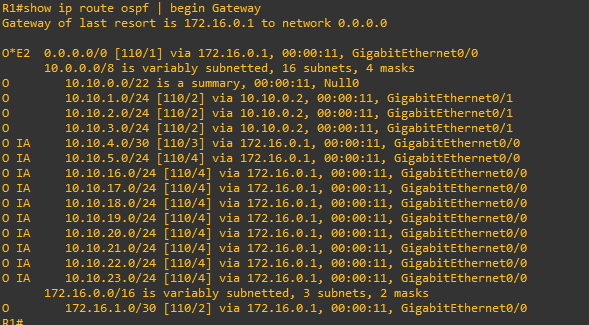 R1#show ip route ospf | begin Gateway
Gateway of last resort is 172.16.0.1 to network 0.0.0.0

O*E2  0.0.0.0/0 [110/1] via 172.16.0.1, 00:00:11, GigabitEthernet0/0
      10.0.0.0/8 is variably subnetted, 16 subnets, 4 masks
O        10.10.0.0/22 is a summary, 00:00:11, Null0
O        10.10.1.0/24 [110/2] via 10.10.0.2, 00:00:11, GigabitEthernet0/1
O        10.10.2.0/24 [110/2] via 10.10.0.2, 00:00:11, GigabitEthernet0/1
O        10.10.3.0/24 [110/2] via 10.10.0.2, 00:00:11, GigabitEthernet0/1
O IA     10.10.4.0/30 [110/3] via 172.16.0.1, 00:00:11, GigabitEthernet0/0
O IA     10.10.5.0/24 [110/4] via 172.16.0.1, 00:00:11, GigabitEthernet0/0
O IA     10.10.16.0/24 [110/4] via 172.16.0.1, 00:00:11, GigabitEthernet0/0
O IA     10.10.17.0/24 [110/4] via 172.16.0.1, 00:00:11, GigabitEthernet0/0
O IA     10.10.18.0/24 [110/4] via 172.16.0.1, 00:00:11, GigabitEthernet0/0
O IA     10.10.19.0/24 [110/4] via 172.16.0.1, 00:00:11, GigabitEthernet0/0
O IA     10.10.20.0/24 [110/4] via 172.16.0.1, 00:00:11, GigabitEthernet0/0
O IA     10.10.21.0/24 [110/4] via 172.16.0.1, 00:00:11, GigabitEthernet0/0
O IA     10.10.22.0/24 [110/4] via 172.16.0.1, 00:00:11, GigabitEthernet0/0
O IA     10.10.23.0/24 [110/4] via 172.16.0.1, 00:00:11, GigabitEthernet0/0
      172.16.0.0/16 is variably subnetted, 3 subnets, 2 masks
O        172.16.1.0/30 [110/2] via 172.16.0.1, 00:00:11, GigabitEthernet0/0
R1#